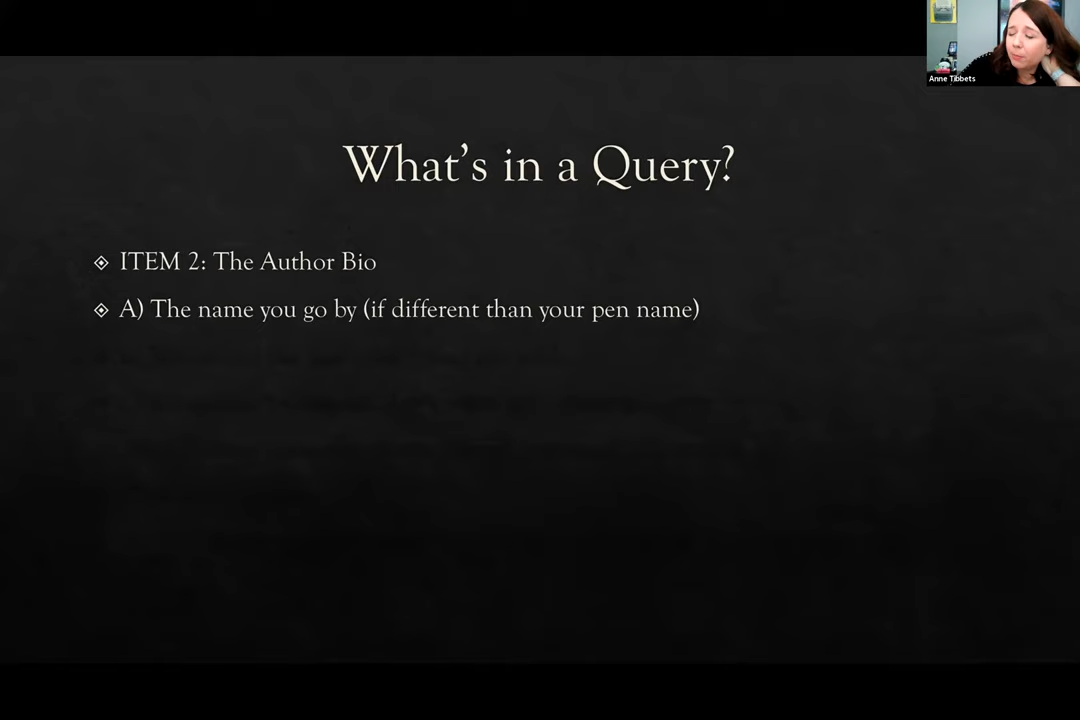 Anne Tibbets
What's in a Query?
ITEM 2: The Author Bio
A) The name you go by (if different than your pen name)